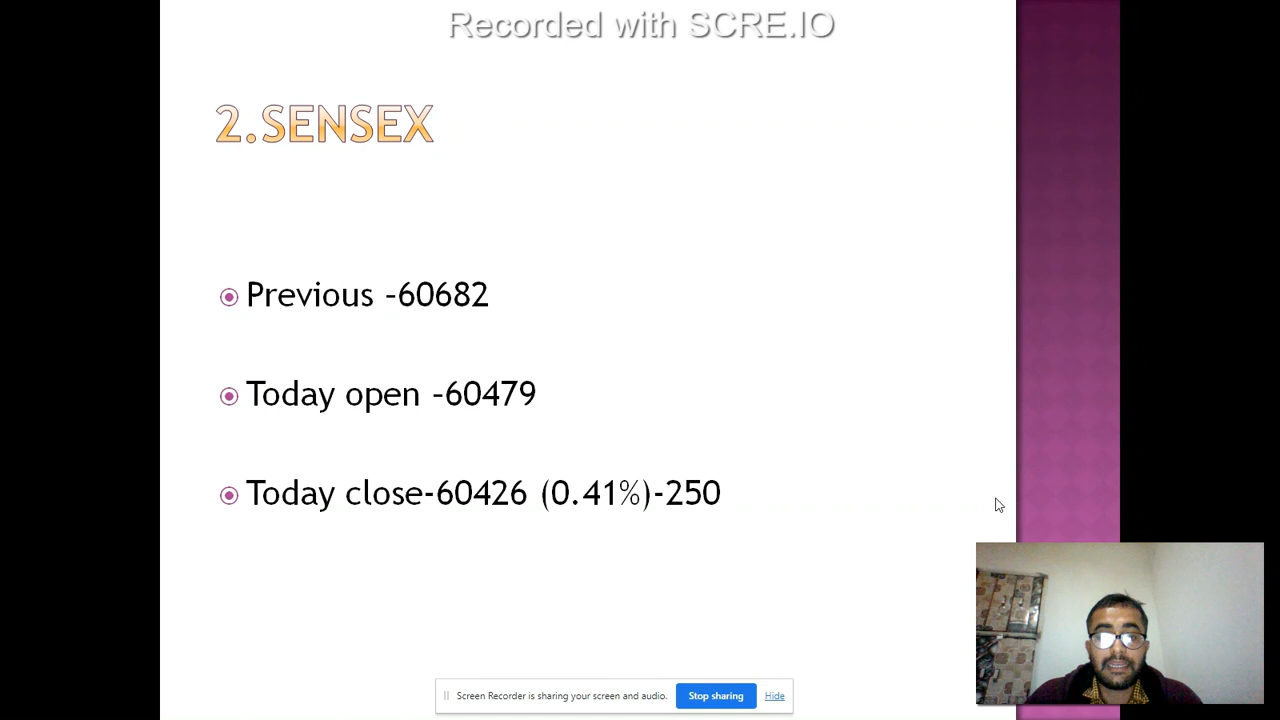 Recorded with SCRE.IO
2.SENSEX
Previous -60682
Today open -60479
Today close-60426 (0.41%)-250
Screen Recorder is sharing your screen and audio.
Stop sharing
Hide